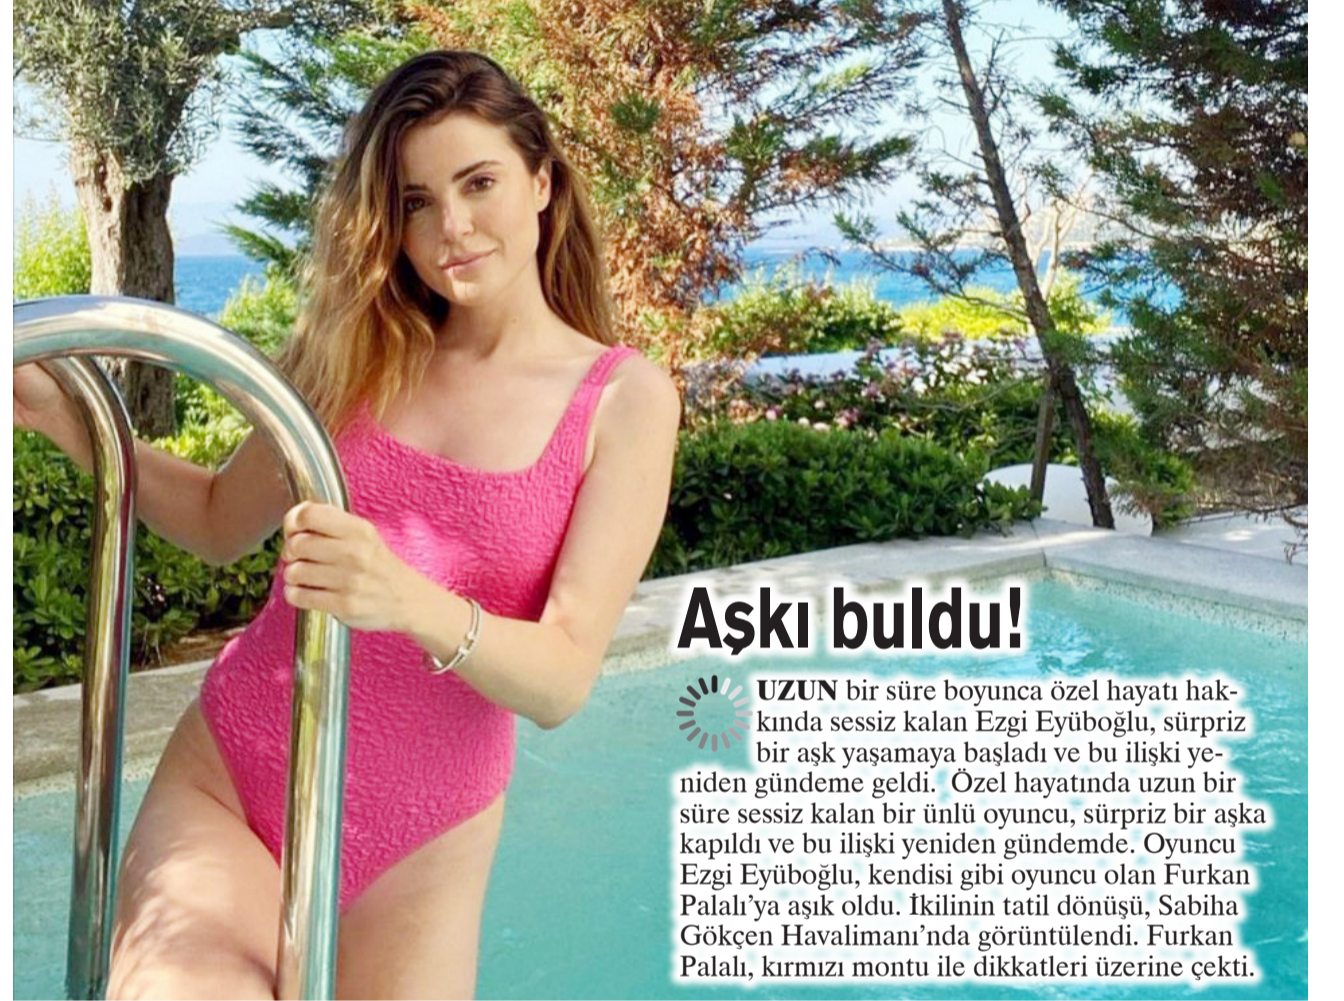 Aşkı buldu!
UZUN bir süre boyunca özel hayatı hak-
kında sessiz kalan Ezgi Eyüboğlu, sürpriz
bir aşk yaşamaya başladı ve bu ilişki ye-
niden gündeme geldi. Özel hayatında uzun bir
süre sessiz kalan bir ünlü oyuncu, sürpriz bir aşka
kapıldı ve bu ilişki yeniden gündemde. Oyuncu
Ezgi Eyüboğlu, kendisi gibi oyuncu olan Furkan
Palalı’ya aşık oldu. İkilinin tatil dönüşü, Sabiha
Gökçen Havalimanı’nda görüntülendi. Furkan
Palalı, kırmızı montu ile dikkatleri üzerine çekti.